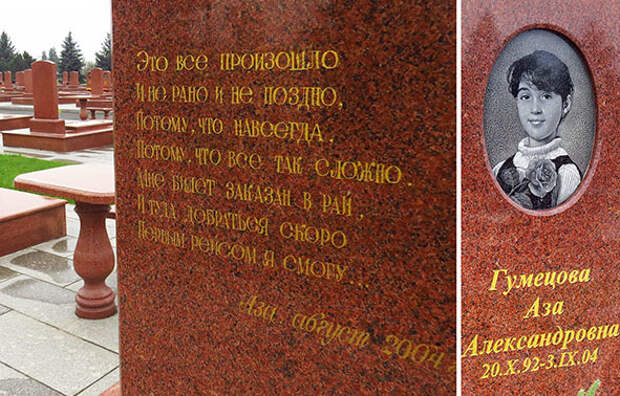 Это все произошло
И не рано и не поздно,
Потому, что навсегда,
Потому, что все так сложно.
Мне билет заказан в рай,
И туда добраться скоро
Первым рейсом я смогу...
Аза, август 2004
Гумецова
Аза
Александровна
20.X.92-3.IX.04